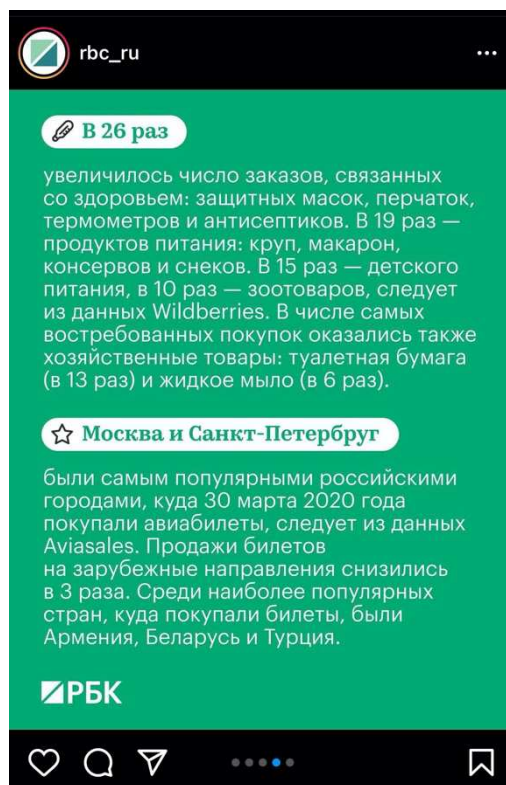 rbc_ru
В 26 раз
увеличилось число заказов, связанных
со здоровьем: защитных масок, перчаток,
термометров и антисептиков. В 19 раз —
продуктов питания: круп, макарон,
консервов и снеков. В 15 раз — детского
питания, в 10 раз — зоотоваров, следует
из данных Wildberries. В числе самых
востребованных покупок оказались также
хозяйственные товары: туалетная бумага
(в 13 раз) и жидкое мыло (в 6 раз).
Москва и Санкт-Петербруг
были самым популярными российскими
городами, куда 30 марта 2020 года
покупали авиабилеты, следует из данных
Aviasales. Продажи билетов
на зарубежные направления снизились
в 3 раза. Среди наиболее популярных
стран, куда покупали билеты, были
Армения, Беларусь и Турция.
РБК